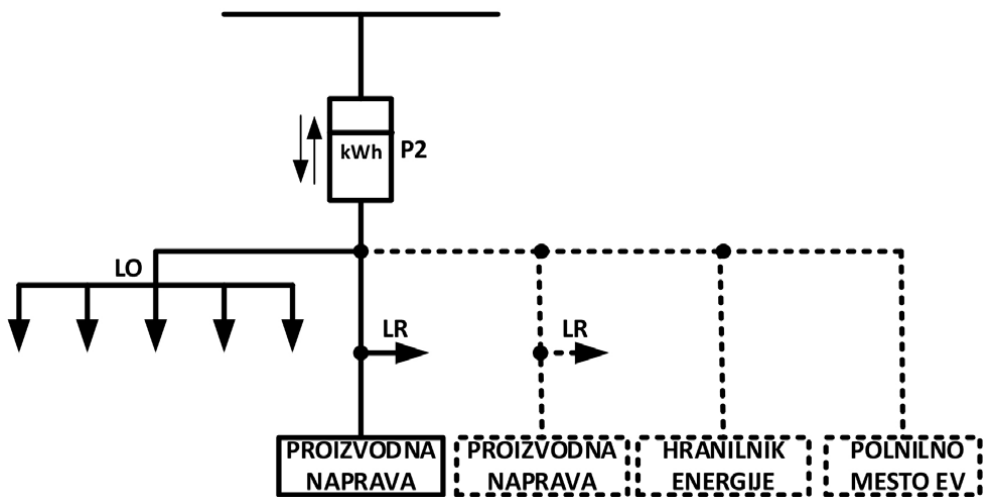 kWh
P2
LO
LR
LR
PROIZVODNA
NAPRAVA
PROIZVODNA
NAPRAVA
HRANILNIK
ENERGIJE
POLNILNO
MESTO EV